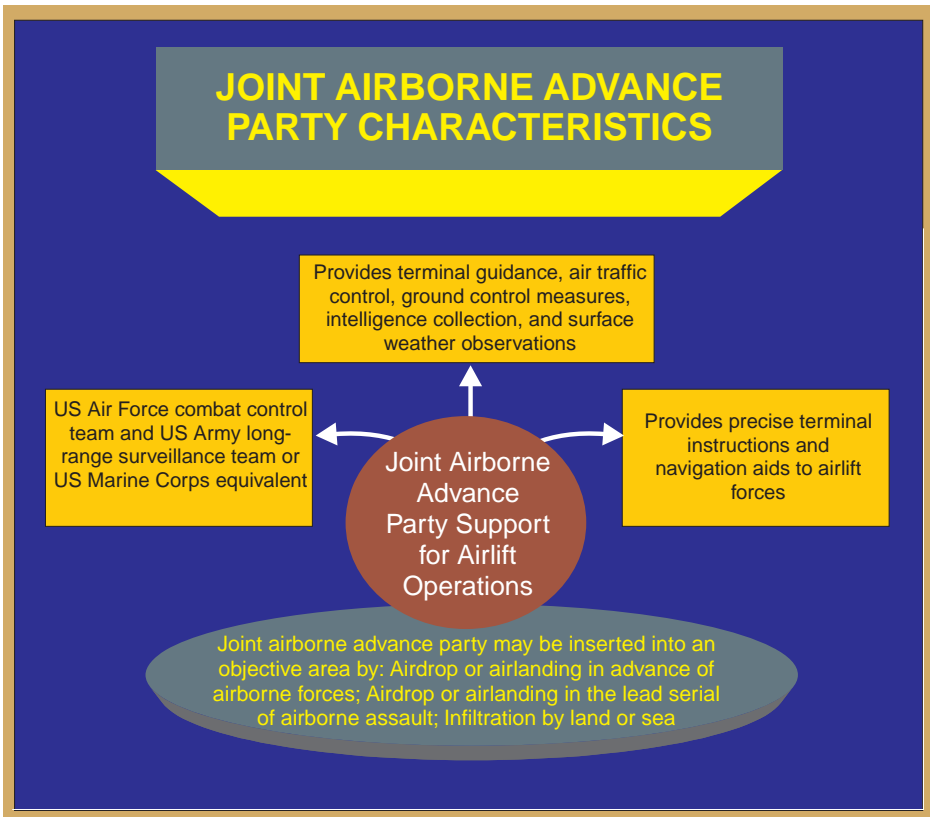 JOINT AIRBORNE ADVANCE
PARTY CHARACTERISTICS
Provides terminal guidance, air traffic
control, ground control measures,
intelligence collection, and surface
weather observations
US Air Force combat control
team and US Army long-
range surveillance team or
US Marine Corps equivalent
Provides precise terminal
instructions and
navigation aids to airlift
forces
Joint Airborne
Advance
Party Support
for Airlift
Operations
Joint airborne advance party may be inserted into an
objective area by: Airdrop or airlanding in advance of
airborne forces; Airdrop or airlanding in the lead serial
of airborne assault; Infiltration by land or sea